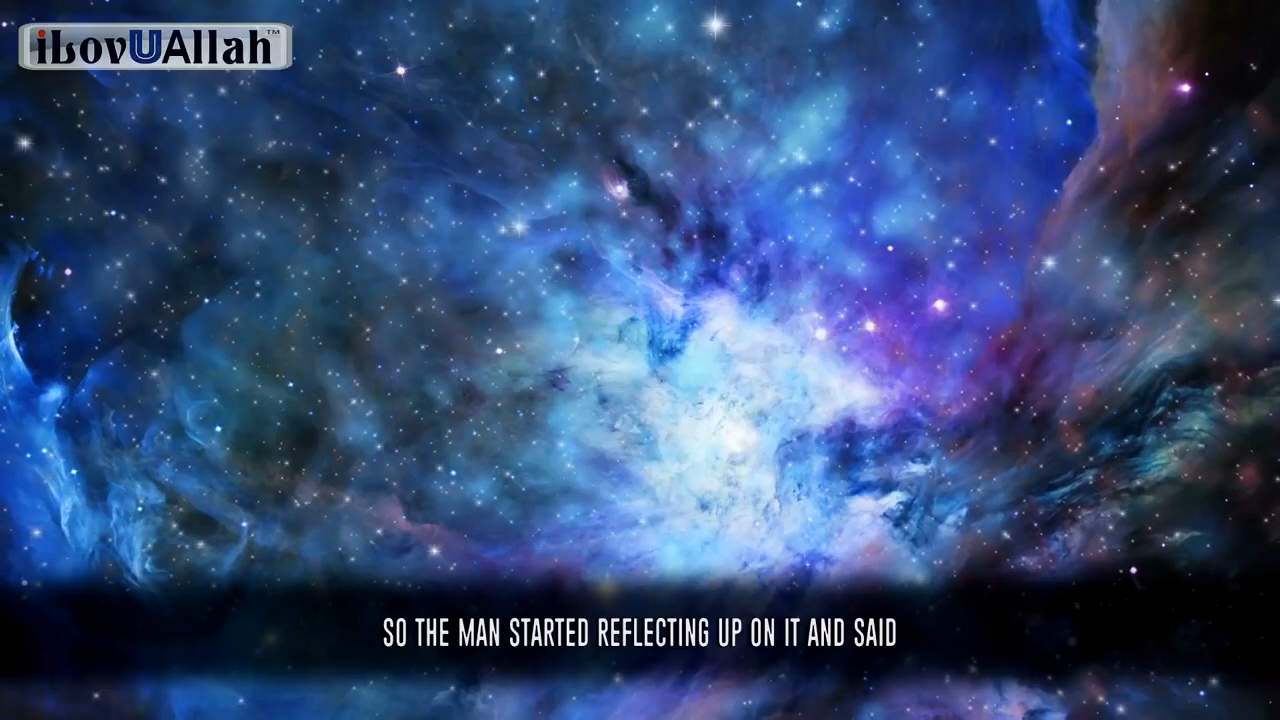 iLovUAllah™
SO THE MAN STARTED REFLECTING UP ON IT AND SAID